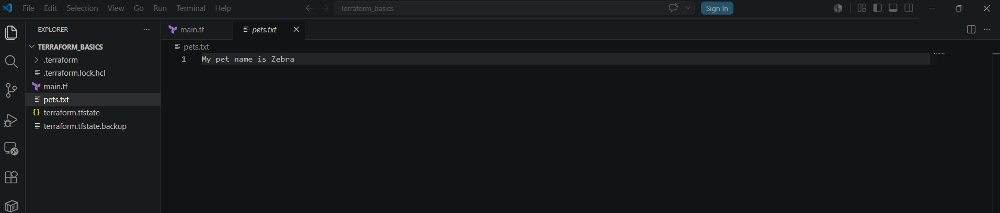 File Edit Selection View Go Run Terminal Help
Terraform_basics
Sign In
EXPLORER
main.tf
pets.txt
TERRAFORM_BASICS
.terraform
.terraform.lock.hcl
main.tf
pets.txt
terraform.tfstate
terraform.tfstate.backup
pets.txt
1 My pet name is Zebra